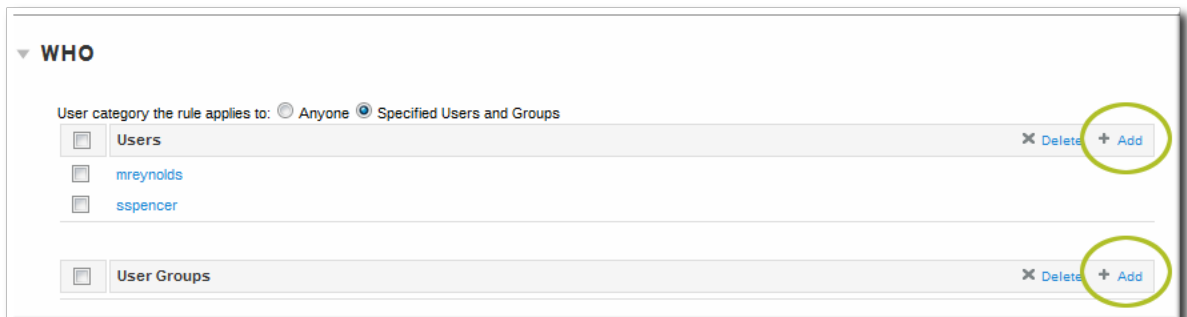 WHO
User category the rule applies to: Anyone Specified Users and Groups
Users Delete + Add
mreynolds
sspencer
User Groups Delete + Add